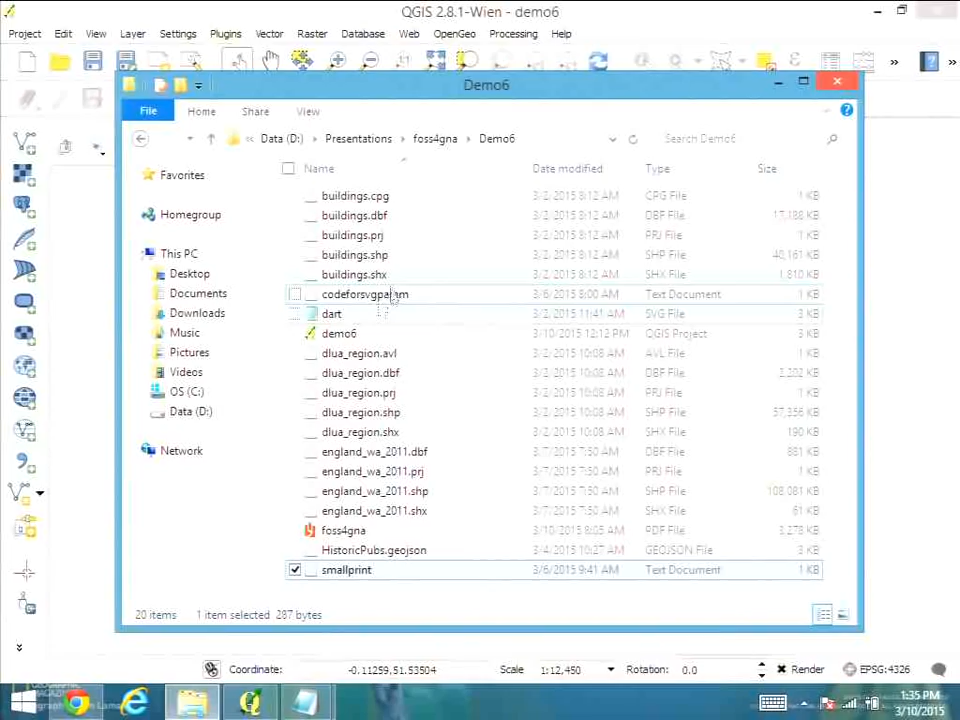 QGIS 2.8.1-Wien - demo6
Project Edit View Layer Settings Plugins Vector Raster Database Web OpenGeo Processing Help
Demo6
File Home Share View
Data (D:) Presentations foss4gna Demo6 Search Demo6
Name Date modified Type Size
Favorites
Homegroup
This PC
Desktop
Documents
Downloads
Music
Pictures
Videos
OS (C:)
Data (D:)
Network
buildings.cpg 3/2/2015 8:12 AM CPG File 1 KB
buildings.dbf 3/2/2015 8:12 AM DBF File 17,188 KB
buildings.prj 3/2/2015 8:12 AM PRJ File 1 KB
buildings.shp 3/2/2015 8:12 AM SHP File 40,161 KB
buildings.shx 3/2/2015 8:12 AM SHX File 1,810 KB
codeforsvgparam 3/6/2015 8:00 AM Text Document 1 KB
dart 3/2/2015 11:41 AM SVG File 3 KB
demo6 3/10/2015 12:12 PM QGIS Project 3 KB
dlua_region.avl 3/2/2015 10:08 AM AVL File 3 KB
dlua_region.dbf 3/2/2015 10:08 AM DBF File 2,202 KB
dlua_region.prj 3/2/2015 10:08 AM PRJ File 1 KB
dlua_region.shp 3/2/2015 10:08 AM SHP File 57,356 KB
dlua_region.shx 3/2/2015 10:08 AM SHX File 190 KB
england_wa_2011.dbf 3/7/2015 7:50 AM DBF File 881 KB
england_wa_2011.prj 3/7/2015 7:50 AM PRJ File 1 KB
england_wa_2011.shp 3/7/2015 7:50 AM SHP File 108,081 KB
england_wa_2011.shx 3/7/2015 7:50 AM SHX File 61 KB
foss4gna 3/10/2015 8:05 AM PDF File 3,278 KB
HistoricPubs.geojson 3/4/2015 10:27 AM GEOJSON File 3 KB
smallprint 3/6/2015 9:41 AM Text Document 1 KB
20 items 1 item selected 287 bytes
Coordinate: -0.11259,51.53504 Scale 1:12,450 Rotation: 0.0 Render EPSG:4326
1:35 PM
3/10/2015